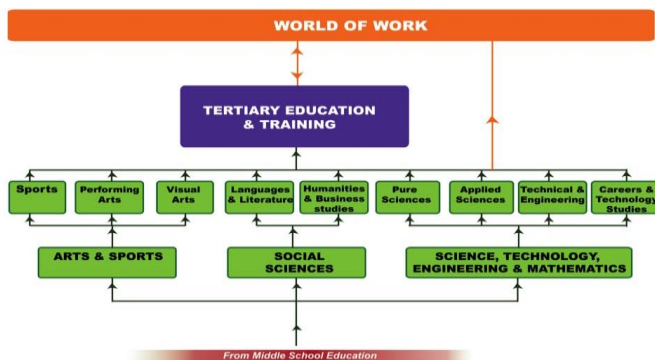 WORLD OF WORK
TERTIARY EDUCATION
& TRAINING
Sports
Performing
Arts
Visual
Arts
Languages
& Literature
Humanities
& Business
studies
Pure
Sciences
Applied
Sciences
Technical &
Engineering
Careers &
Technology
Studies
ARTS & SPORTS
SOCIAL
SCIENCES
SCIENCE, TECHNOLOGY,
ENGINEERING & MATHEMATICS
From Middle School Education